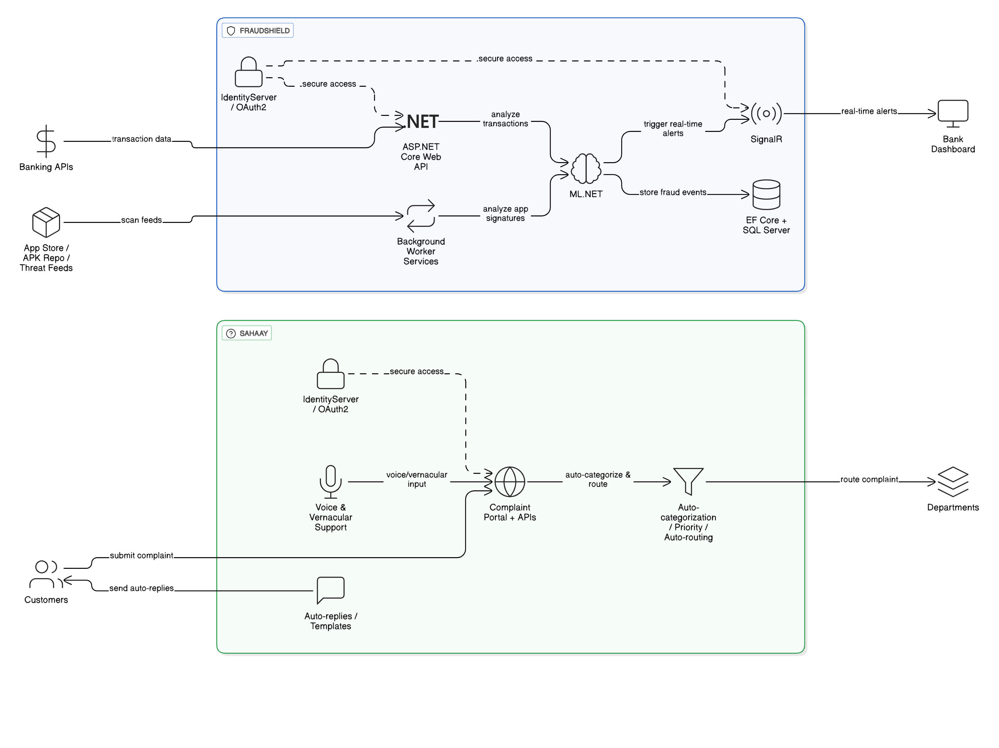 FRAUDSHIELD
secure access
secure access
IdentityServer
/ OAuth2
.NET
ASP.NET
Core Web
API
analyze
transactions
trigger real-time
alerts
SignalR
real-time alerts
Bank
Dashboard
transaction data
Banking APIs
ML.NET
store fraud events
EF Core +
SQL Server
scan feeds
App Store /
APK Repo /
Threat Feeds
analyze app
signatures
Background
Worker
Services
SAHAAY
secure access
IdentityServer
/ OAuth2
voice/vernacular
input
Voice &
Vernacular
Support
Complaint
Portal + APIs
auto-categorize &
route
Auto-
categorization
/ Priority /
Auto-routing
route complaint
Departments
submit complaint
send auto-replies
Customers
Auto-replies /
Templates